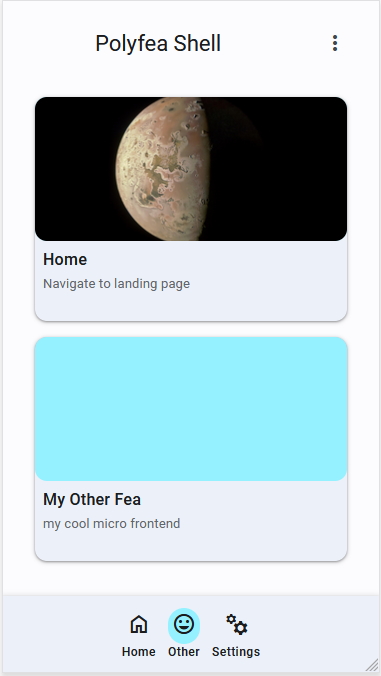 Polyfea Shell
Home
Navigate to landing page
My Other Fea
my cool micro frontend
Home Other Settings